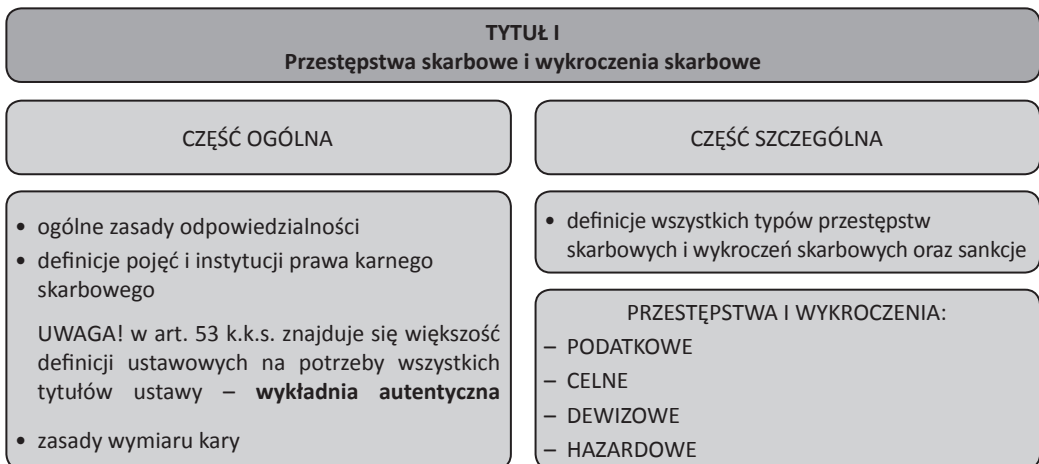 TYTUŁ I
Przestępstwa skarbowe i wykroczenia skarbowe
CZĘŚĆ OGÓLNA
• ogólne zasady odpowiedzialności
• definicje pojęć i instytucji prawa karnego
skarbowego
UWAGA! w art. 53 k.k.s. znajduje się większość
definicji ustawowych na potrzeby wszystkich
tytułów ustawy – wykładnia autentyczna
• zasady wymiaru kary
CZĘŚĆ SZCZEGÓLNA
• definicje wszystkich typów przestępstw
skarbowych i wykroczeń skarbowych oraz sankcje
PRZESTĘPSTWA I WYKROCZENIA:
– PODATKOWE
– CELNE
– DEWIZOWE
– HAZARDOWE